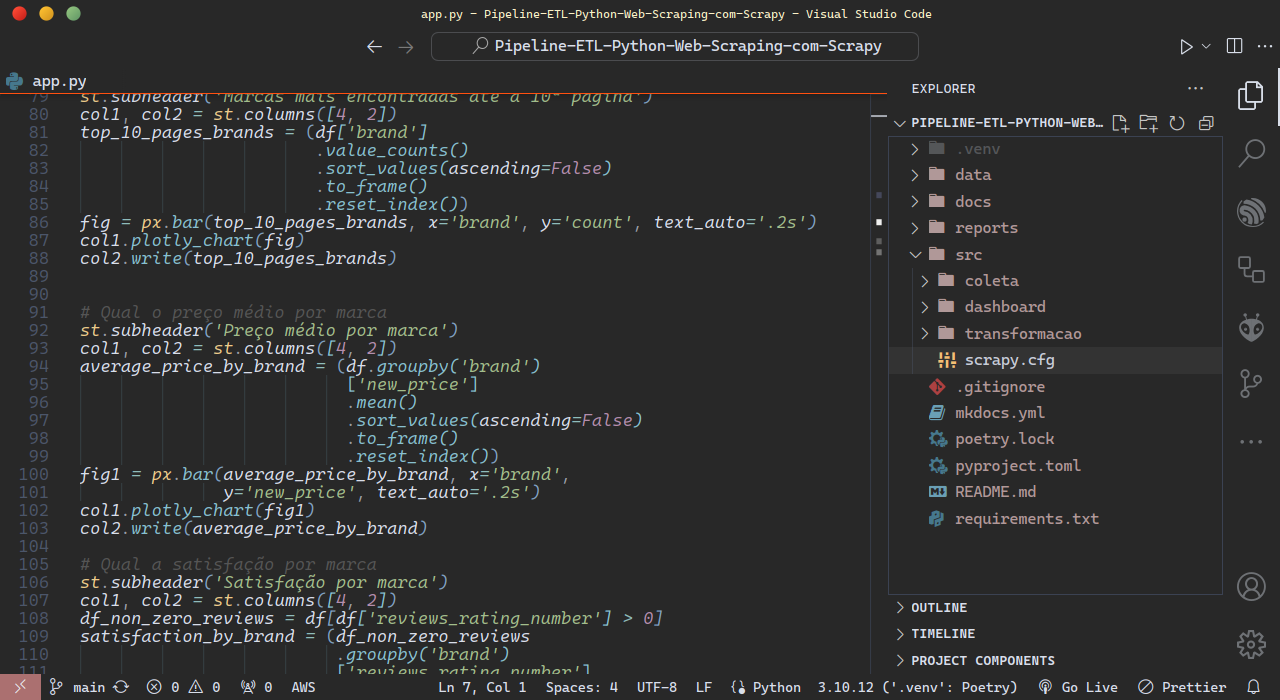 app.py - Pipeline-ETL-Python-Web-Scraping-com-Scrapy - Visual Studio Code
Pipeline-ETL-Python-Web-Scraping-com-Scrapy
app.py
79 st.subheader('Marcas mais encontradas até a 10ª página')
80 col1, col2 = st.columns([4, 2])
81 top_10_pages_brands = (df['brand']
82 .value_counts()
83 .sort_values(ascending=False)
84 .to_frame()
85 .reset_index())
86 fig = px.bar(top_10_pages_brands, x='brand', y='count', text_auto='.2s')
87 col1.plotly_chart(fig)
88 col2.write(top_10_pages_brands)
89
90
91 # Qual o preço médio por marca
92 st.subheader('Preço médio por marca')
93 col1, col2 = st.columns([4, 2])
94 average_price_by_brand = (df.groupby('brand')
95 ['new_price']
96 .mean()
97 .sort_values(ascending=False)
98 .to_frame()
99 .reset_index())
100 fig1 = px.bar(average_price_by_brand, x='brand',
101 y='new_price', text_auto='.2s')
102 col1.plotly_chart(fig1)
103 col2.write(average_price_by_brand)
104
105 # Qual a satisfação por marca
106 st.subheader('Satisfação por marca')
107 col1, col2 = st.columns([4, 2])
108 df_non_zero_reviews = df[df['reviews_rating_number'] > 0]
109 satisfaction_by_brand = (df_non_zero_reviews
110 .groupby('brand')
111 ['reviews_rating_number']
EXPLORER
PIPELINE-ETL-PYTHON-WEB…
.venv
data
docs
reports
src
coleta
dashboard
transformacao
scrapy.cfg
.gitignore
mkdocs.yml
poetry.lock
pyproject.toml
README.md
requirements.txt
OUTLINE
TIMELINE
PROJECT COMPONENTS
main 0 0 0 AWS Ln 7, Col 1 Spaces: 4 UTF-8 LF Python 3.10.12 ('.venv': Poetry) Go Live Prettier